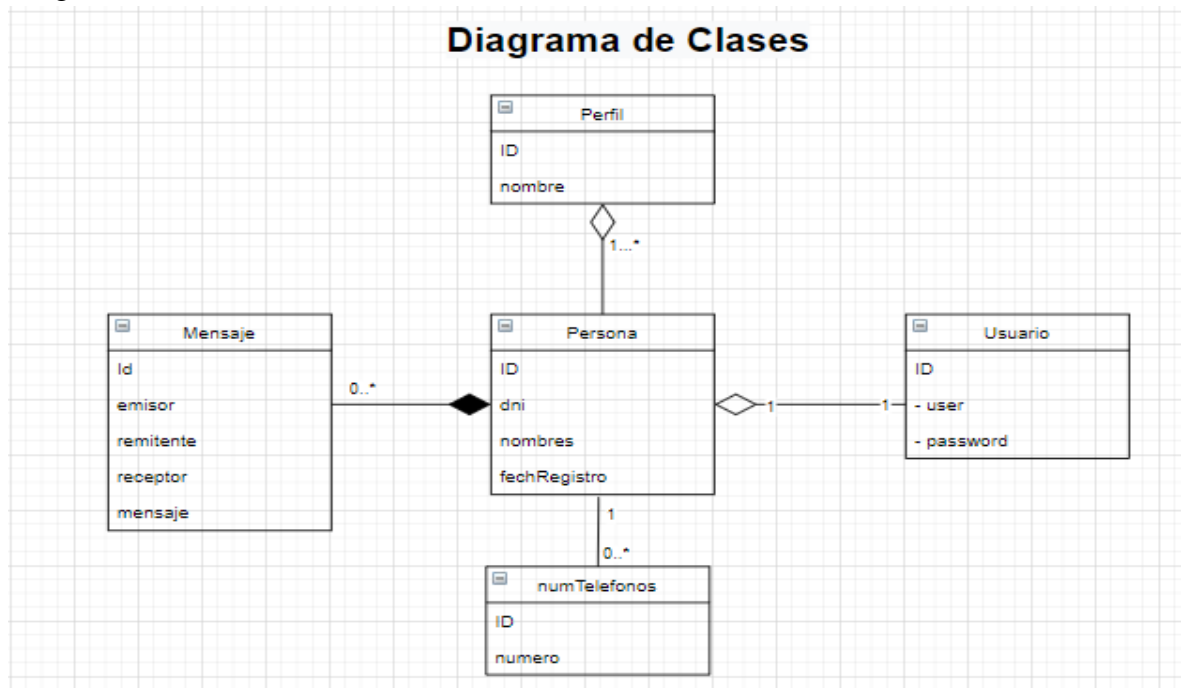 Diagrama de Clases
Perfil
ID
nombre
1...*
Mensaje
Id
emisor
remitente
receptor
mensaje
0..*
Persona
ID
dni
nombres
fechRegistro
1
1
Usuario
ID
- user
- password
1
0..*
numTelefonos
ID
numero